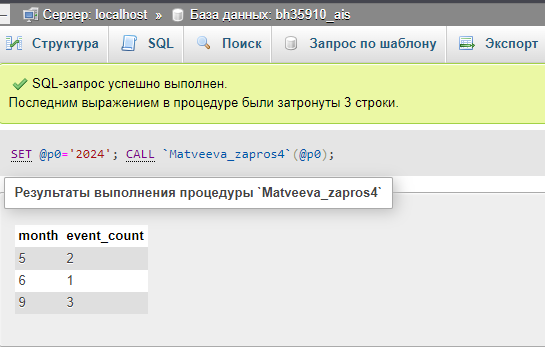 Сервер: localhost » База данных: bh35910_ais
Структура SQL Поиск Запрос по шаблону Экспорт
SQL-запрос успешно выполнен.
Последним выражением в процедуре были затронуты 3 строки.
SET @p0='2024'; CALL `Matveeva_zapros4`(@p0);
Результаты выполнения процедуры `Matveeva_zapros4`
month event_count
5 2
6 1
9 3